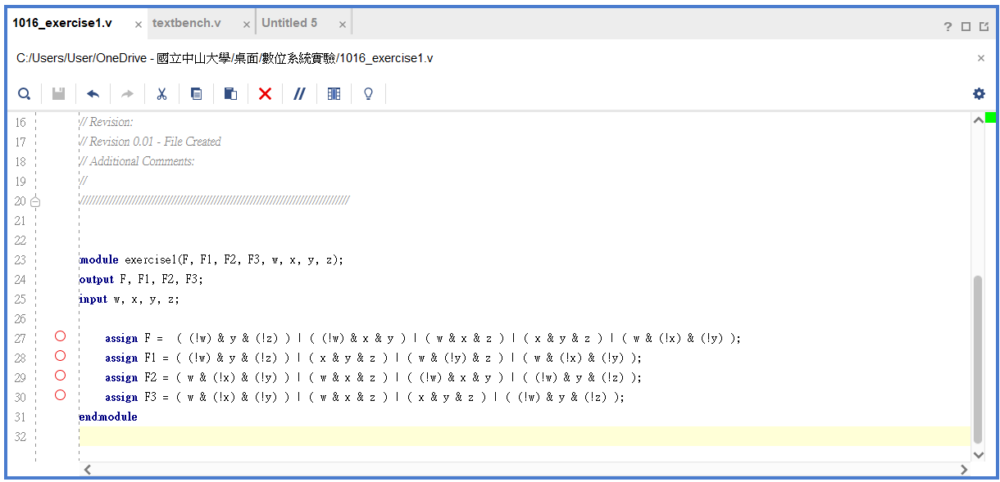 1016_exercise1.v × textbench.v × Untitled 5 ×
?
C:/Users/User/OneDrive - 國立中山大學/桌面/數位系統實驗/1016_exercise1.v ×
16 // Revision:
17 // Revision 0.01 - File Created
18 // Additional Comments:
19 //
20 //////////////////////////////////////////////////////////////////////////////////
21
22
23 module exercise1(F, F1, F2, F3, w, x, y, z);
24 output F, F1, F2, F3;
25 input w, x, y, z;
26
27 assign F =  ( (!w) & y & (!z) ) | ( (!w) & x & y ) | ( w & x & z ) | ( x & y & z ) | ( w & (!x) & (!y) );
28 assign F1 = ( (!w) & y & (!z) ) | ( x & y & z ) | ( w & (!y) & z ) | ( w & (!x) & (!y) );
29 assign F2 = ( w & (!x) & (!y) ) | ( w & x & z ) | ( (!w) & x & y ) | ( (!w) & y & (!z) );
30 assign F3 = ( w & (!x) & (!y) ) | ( w & x & z ) | ( x & y & z ) | ( (!w) & y & (!z) );
31 endmodule
32